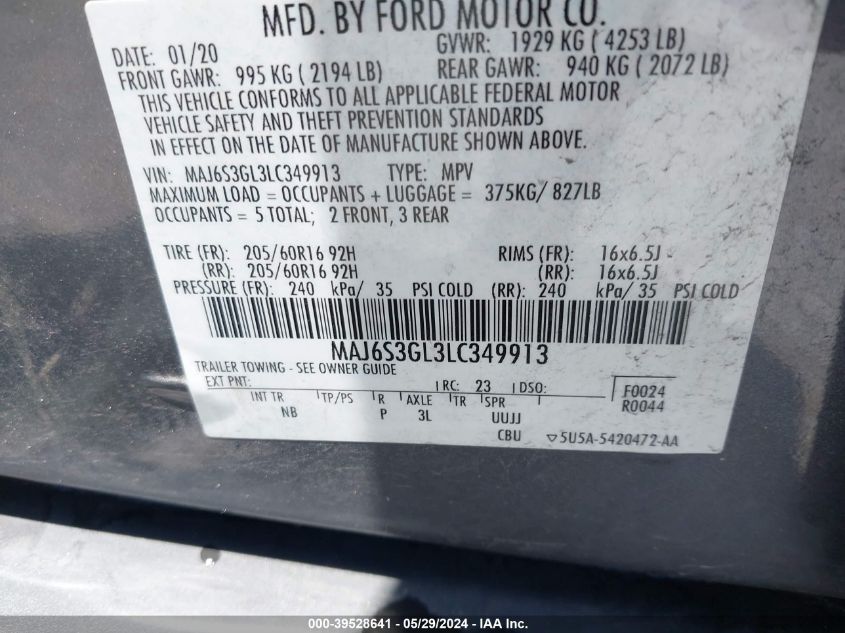 MFD. BY FORD MOTOR CO.
DATE: 01/20 GVWR: 1929 KG ( 4253 LB)
FRONT GAWR: 995 KG ( 2194 LB) REAR GAWR: 940 KG ( 2072 LB)
THIS VEHICLE CONFORMS TO ALL APPLICABLE FEDERAL MOTOR
VEHICLE SAFETY AND THEFT PREVENTION STANDARDS
IN EFFECT ON THE DATE OF MANUFACTURE SHOWN ABOVE.
VIN: MAJ6S3GL3LC349913 TYPE: MPV
MAXIMUM LOAD = OCCUPANTS + LUGGAGE = 375KG/ 827LB
OCCUPANTS = 5 TOTAL; 2 FRONT, 3 REAR
TIRE (FR): 205/60R16 92H RIMS (FR): 16x6.5J
(RR): 205/60R16 92H (RR): 16x6.5J
PRESSURE (FR): 240 kPa/ 35 PSI COLD (RR): 240 kPa/ 35 PSI COLD
MAJ6S3GL3LC349913
TRAILER TOWING - SEE OWNER GUIDE
EXT PNT: RC: 23 DSO: F0024
R0044
INT TR TP/PS R AXLE TR SPR
NB P 3L UUJJ
CBU 5U5A-5420472-AA
000-39528641 - 05/29/2024 - IAA Inc.